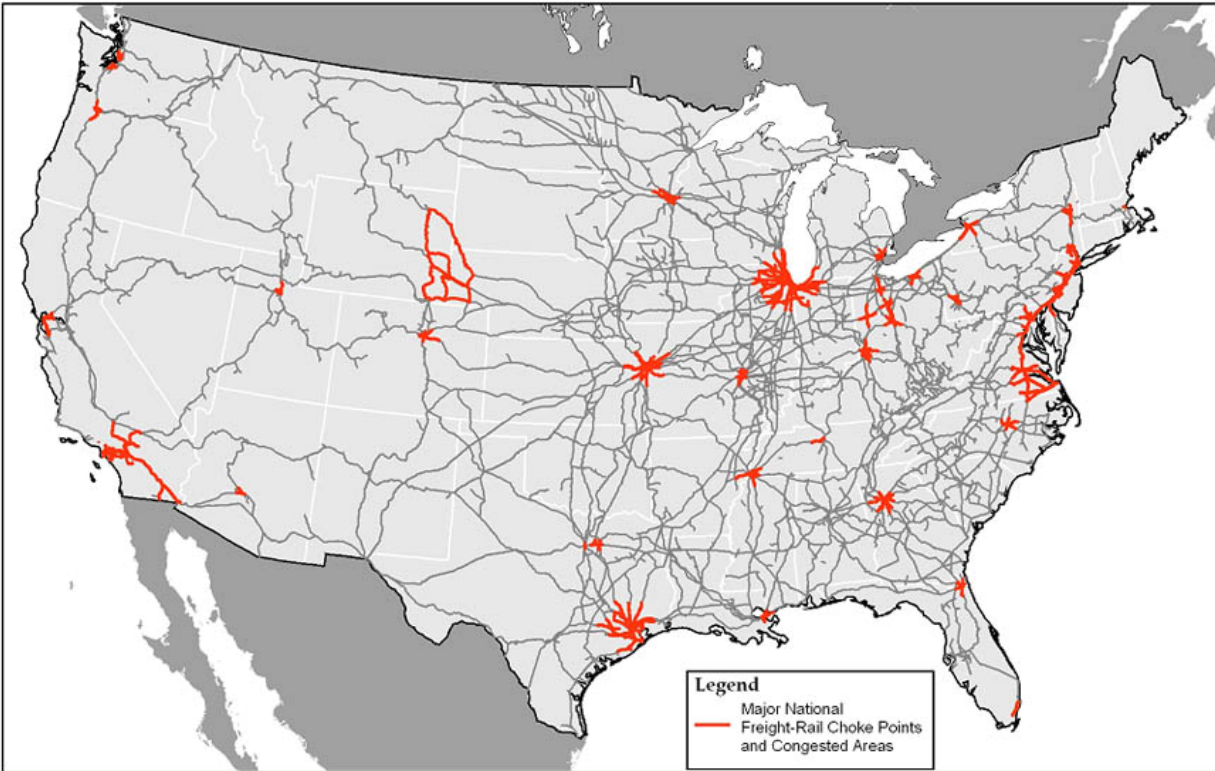 Legend
Major National
Freight-Rail Choke Points
and Congested Areas